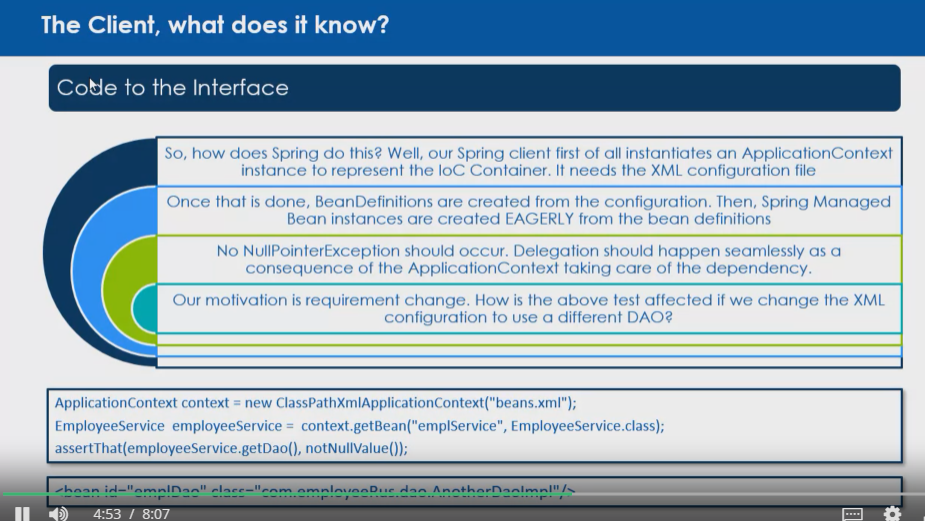 The Client, what does it know?
Code to the Interface
So, how does Spring do this? Well, our Spring client first of all instantiates an ApplicationContext
instance to represent the IoC Container. It needs the XML configuration file
Once that is done, BeanDefinitions are created from the configuration. Then, Spring Managed
Bean instances are created EAGERLY from the bean definitions
No NullPointerException should occur. Delegation should happen seamlessly as a
consequence of the ApplicationContext taking care of the dependency.
Our motivation is requirement change. How is the above test affected if we change the XML
configuration to use a different DAO?
ApplicationContext context = new ClassPathXmlApplicationContext("beans.xml");
EmployeeService employeeService = context.getBean("emplService", EmployeeService.class);
assertThat(employeeService.getDao(), notNullValue());
<bean id="emplDao" class="com.employeeRus.dao.AnotherDaoImpl"/>
4:53 / 8:07